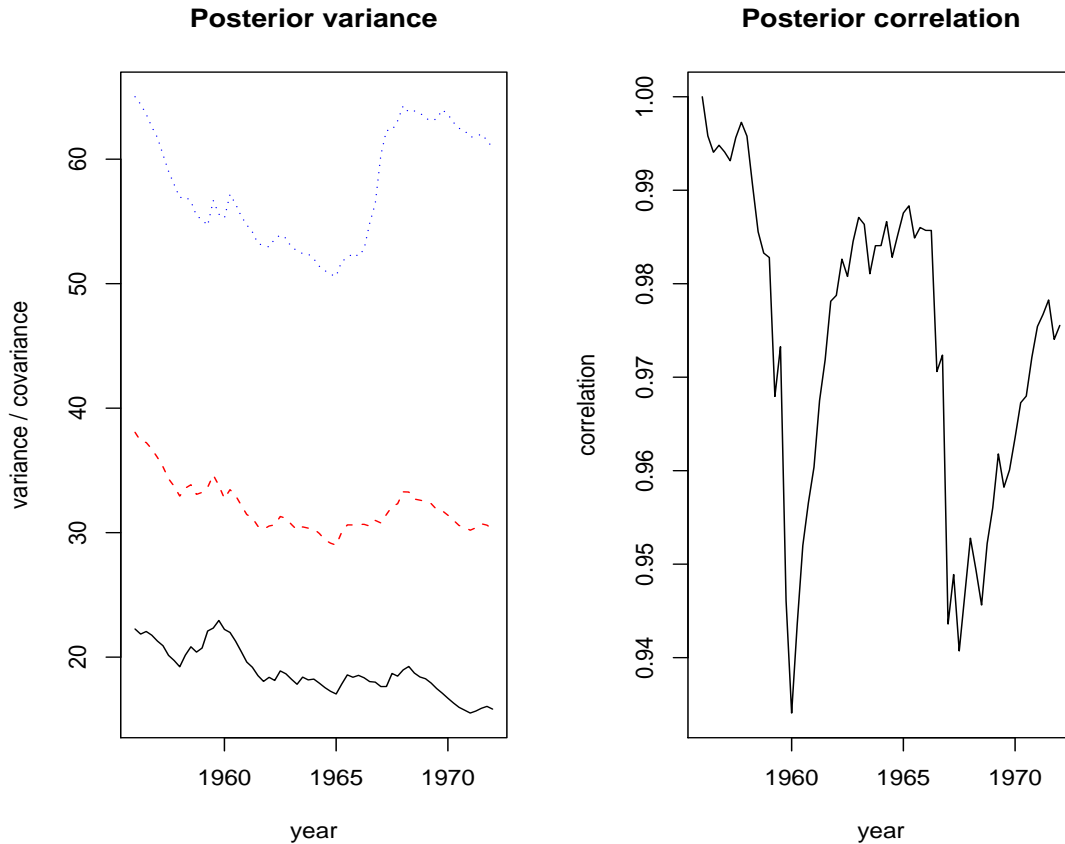 Posterior variance
variance / covariance
60
50
40
30
20
1960 1965 1970
year
Posterior correlation
correlation
1.00
0.99
0.98
0.97
0.96
0.95
0.94
1960 1965 1970
year